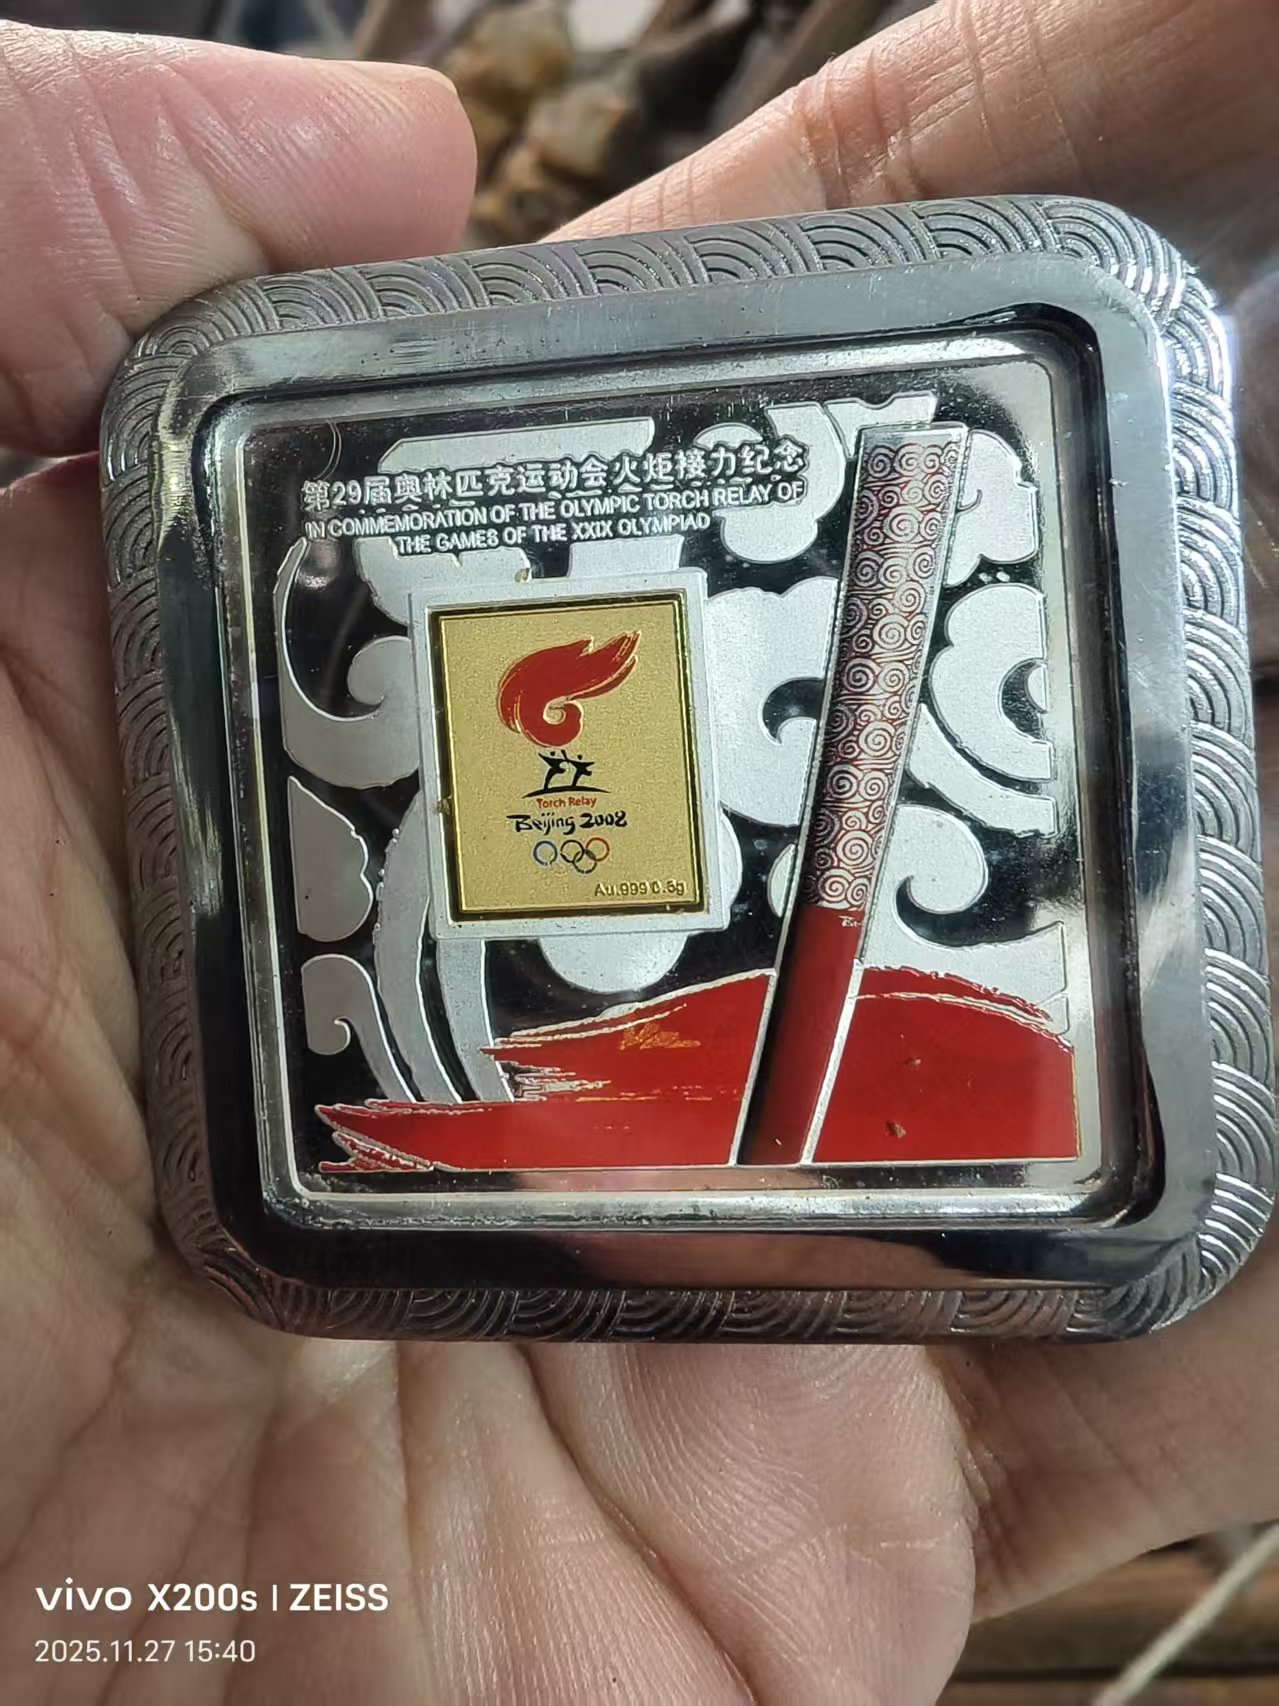 第29届奥林匹克运动会火炬接力纪念
IN COMMEMORATION OF THE OLYMPIC TORCH RELAY OF
THE GAMES OF THE XXIX OLYMPIAD
Torch Relay
Beijing 2008
Au.999 0.5g
vivo X200s | ZEISS
2025.11.27 15:40